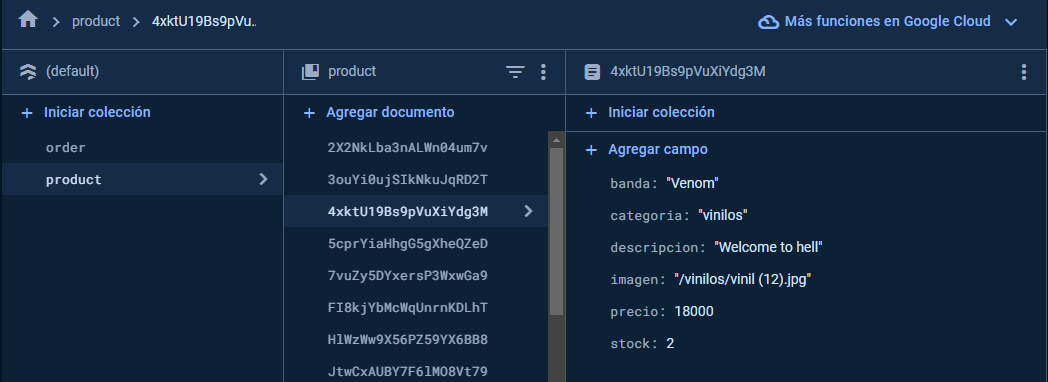 product
4xktU19Bs9pVu..
Más funciones en Google Cloud
(default)
product
4xktU19Bs9pVuXiYdg3M
+ Iniciar colección
+ Agregar documento
+ Iniciar colección
order
product
2X2NkLba3nALWn04um7v
3ouYi0ujSIkNkuJqRD2T
4xktU19Bs9pVuXiYdg3M
5cprYiaHhgG5gXheQZeD
7vuZy5DYxersP3WxwGa9
FI8kjYbMcWqUnrnKDLhT
HlWzWw9X56PZ59YX6BB8
JtwCxAUBY7F6lMO8Vt79
+ Agregar campo
banda: "Venom"
categoria: "vinilos"
descripcion: "Welcome to hell"
imagen: "/vinilos/vinil (12).jpg"
precio: 18000
stock: 2